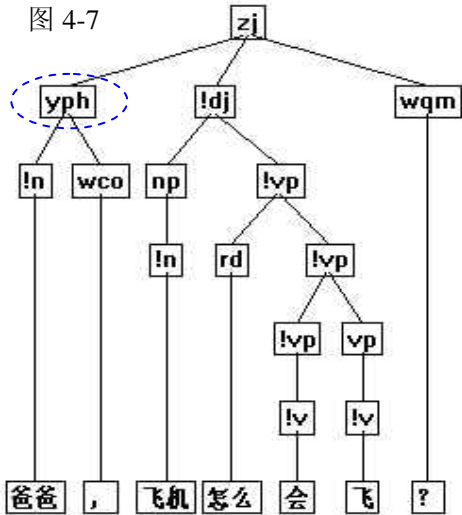 图 4-7
zj
yph !dj wqm
!n wco np !vp
!n rd !vp
!vp vp
!v !v
爸爸 ， 飞机 怎么 会 飞 ？